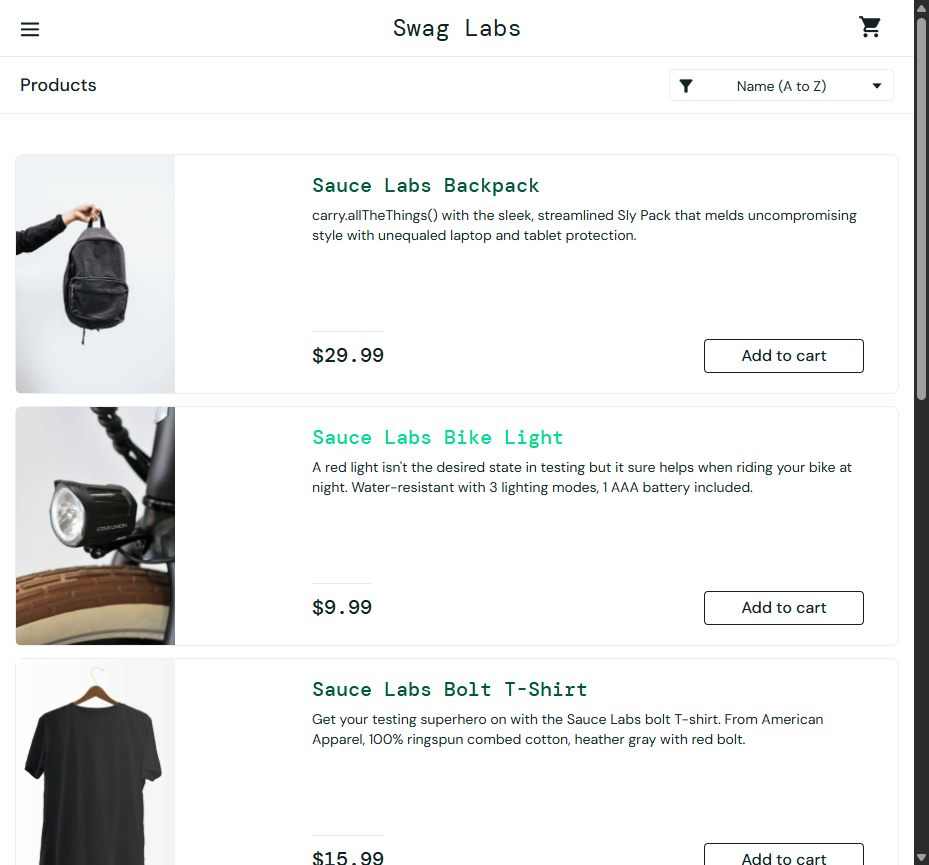 Swag Labs
Products
Name (A to Z)
Sauce Labs Backpack
carry.allTheThings() with the sleek, streamlined Sly Pack that melds uncompromising
style with unequaled laptop and tablet protection.
$29.99
Add to cart
Sauce Labs Bike Light
A red light isn't the desired state in testing but it sure helps when riding your bike at
night. Water-resistant with 3 lighting modes, 1 AAA battery included.
$9.99
Add to cart
Sauce Labs Bolt T-Shirt
Get your testing superhero on with the Sauce Labs bolt T-shirt. From American
Apparel, 100% ringspun combed cotton, heather gray with red bolt.
$15.99
Add to cart